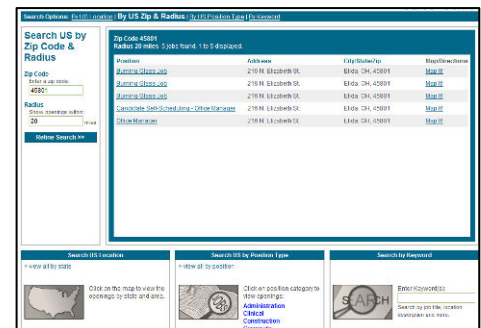 Search Options: By US Location | By US Zip & Radius | By US Position Type | By Keyword
Search US by
Zip Code &
Radius
Zip Code
Enter a zip code
45801
Radius
Show openings within
20 miles
Refine Search >>
Zip Code 45801
Radius 20 miles 5 jobs found. 1 to 5 displayed.
Position Address City/State/Zip Map/Directions
Burning Glass Job 216 N. Elizabeth St. Elida, OH, 45801 Map It!
Burning Glass Job 216 N. Elizabeth St. Elida, OH, 45801 Map It!
Burning Glass Job 216 N. Elizabeth St. Elida, OH, 45801 Map It!
Candidate Self-Scheduling - Office Manager 216 N. Elizabeth St. Elida, OH, 45801 Map It!
Office Manager 216 N. Elizabeth St. Elida, OH, 45801 Map It!
Search US Location
view all by state
Click on the map to view the
openings by state and area.
Search US by Position Type
view all by position
Click on position category to
view openings:
Administration
Clinical
Construction
Search by Keyword
SEARCH
Enter Keyword(s):
Search by job title, location
description and more.